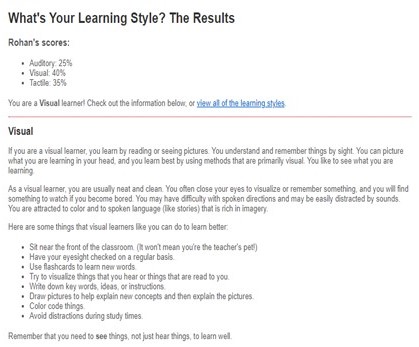 What's Your Learning Style? The Results
Rohan's scores:
Auditory: 25%
Visual: 40%
Tactile: 35%
You are a Visual learner! Check out the information below, or view all of the learning styles.
Visual
If you are a visual learner, you learn by reading or seeing pictures. You understand and remember things by sight. You can picture
what you are learning in your head, and you learn best by using methods that are primarily visual. You like to see what you are
learning.
As a visual learner, you are usually neat and clean. You often close your eyes to visualize or remember something, and you will find
something to watch if you become bored. You may have difficulty with spoken directions and may be easily distracted by sounds.
You are attracted to color and to spoken language (like stories) that is rich in imagery.
Here are some things that visual learners like you can do to learn better:
Sit near the front of the classroom. (It won't mean you're the teacher's pet!)
Have your eyesight checked on a regular basis.
Use flashcards to learn new words.
Try to visualize things that you hear or things that are read to you.
Write down key words, ideas, or instructions.
Draw pictures to help explain new concepts and then explain the pictures.
Color code things.
Avoid distractions during study times.
Remember that you need to see things, not just hear things, to learn well.